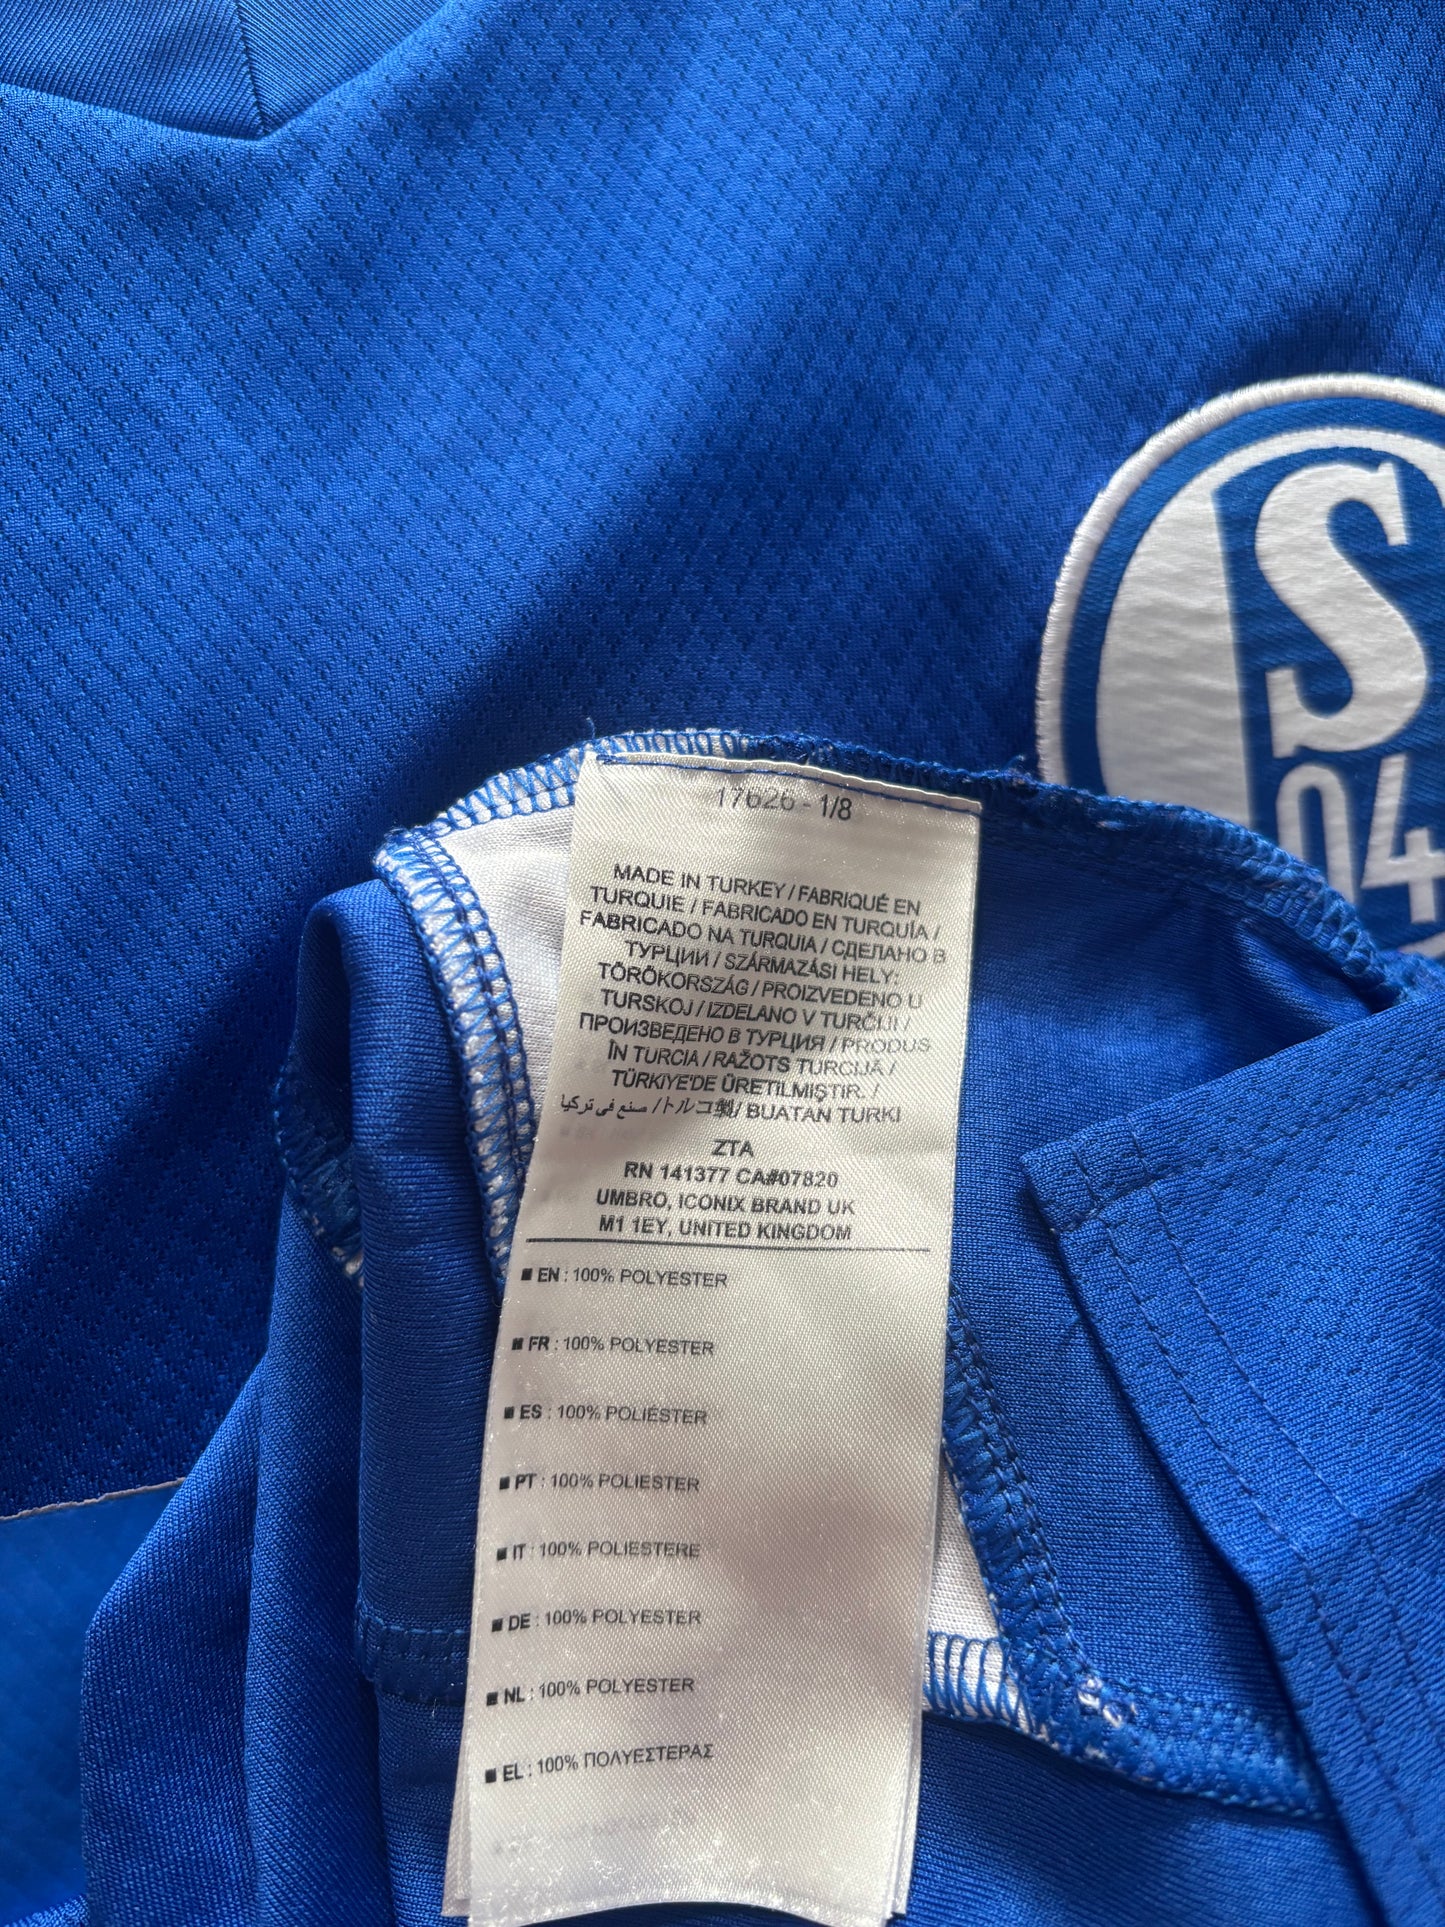 S
04
17626 - 1/8
MADE IN TURKEY / FABRIQUÉ EN
TURQUIE / FABRICADO EN TURQUÍA /
FABRICADO NA TURQUIA / СДЕЛАНО В
ТУРЦИИ / SZÁRMAZÁSI HELY:
TÖRÖKORSZÁG / PROIZVEDENO U
TURSKOJ / IZDELANO V TURČIJI /
ПРОИЗВЕДЕНО В ТУРЦИЯ / PRODUS
ÎN TURCIA / RAŽOTS TURCIJA /
TÜRKİYE'DE ÜRETILMIŞTIR. /
صنع في تركيا /トルコ製/ BUATAN TURKI
ZTA
RN 141377 CA#07820
UMBRO, ICONIX BRAND UK
M1 1EY, UNITED KINGDOM
■ EN : 100% POLYESTER
■ FR : 100% POLYESTER
■ ES : 100% POLIÉSTER
■ PT : 100% POLIESTER
■ IT : 100% POLIESTERE
■ DE : 100% POLYESTER
■ NL : 100% POLYESTER
■ EL : 100% ΠΟΛΥΕΣΤΕΡΑΣ